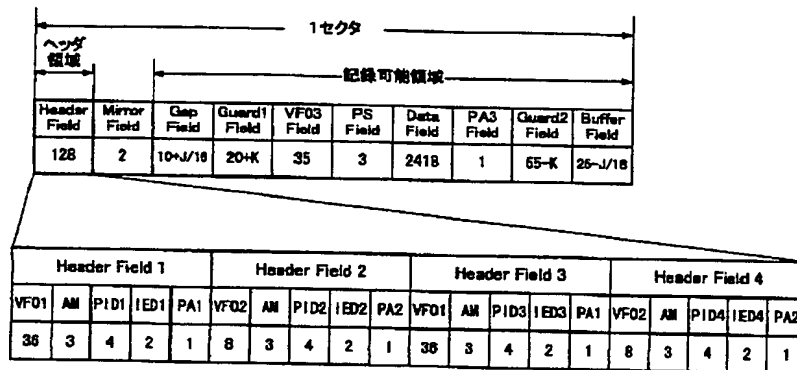 1セクタ
ヘッダ
領域
記録可能領域
Header Field Mirror Field Gap Field Guard1 Field VFO3 Field PS Field Data Field PA3 Field Guard2 Field Buffer Field
128 2 10+J/16 20+K 35 3 2418 1 55-K 25-J/16
Header Field 1 Header Field 2 Header Field 3 Header Field 4
VFO1 AM PID1 IED1 PA1 VFO2 AM PID2 IED2 PA2 VFO1 AM PID3 IED3 PA1 VFO2 AM PID4 IED4 PA2
36 3 4 2 1 8 3 4 2 1 36 3 4 2 1 8 3 4 2 1